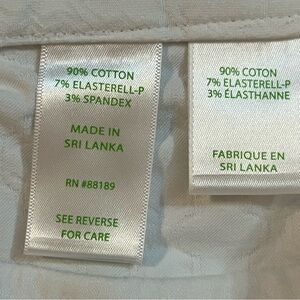 90% COTTON
7% ELASTERELL-P
3% SPANDEX
MADE IN
SRI LANKA
RN #88189
SEE REVERSE
FOR CARE
90% COTON
7% ELASTERELL-P
3% ÉLASTHANNE
FABRIQUE EN
SRI LANKA